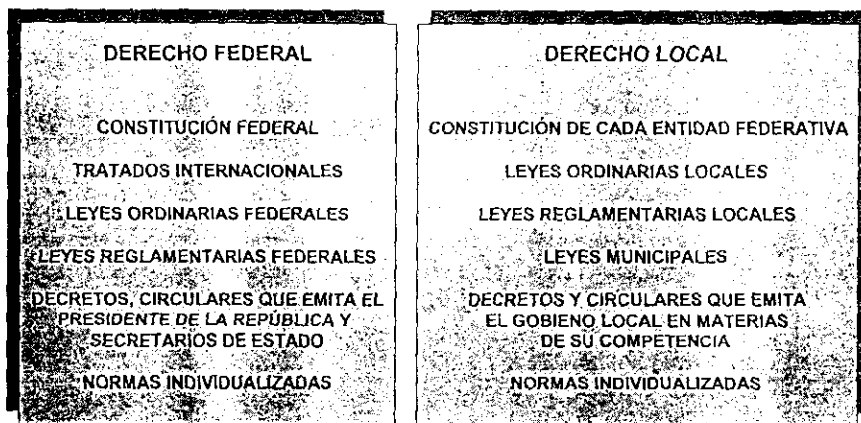 DERECHO FEDERAL
CONSTITUCIÓN FEDERAL
TRATADOS INTERNACIONALES
LEYES ORDINARIAS FEDERALES
LEYES REGLAMENTARIAS FEDERALES
DECRETOS, CIRCULARES QUE EMITA EL
PRESIDENTE DE LA REPÚBLICA Y
SECRETARIOS DE ESTADO
NORMAS INDIVIDUALIZADAS
DERECHO LOCAL
CONSTITUCIÓN DE CADA ENTIDAD FEDERATIVA
LEYES ORDINARIAS LOCALES
LEYES REGLAMENTARIAS LOCALES
LEYES MUNICIPALES
DECRETOS Y CIRCULARES QUE EMITA
EL GOBIENO LOCAL EN MATERIAS
DE SU COMPETENCIA
NORMAS INDIVIDUALIZADAS